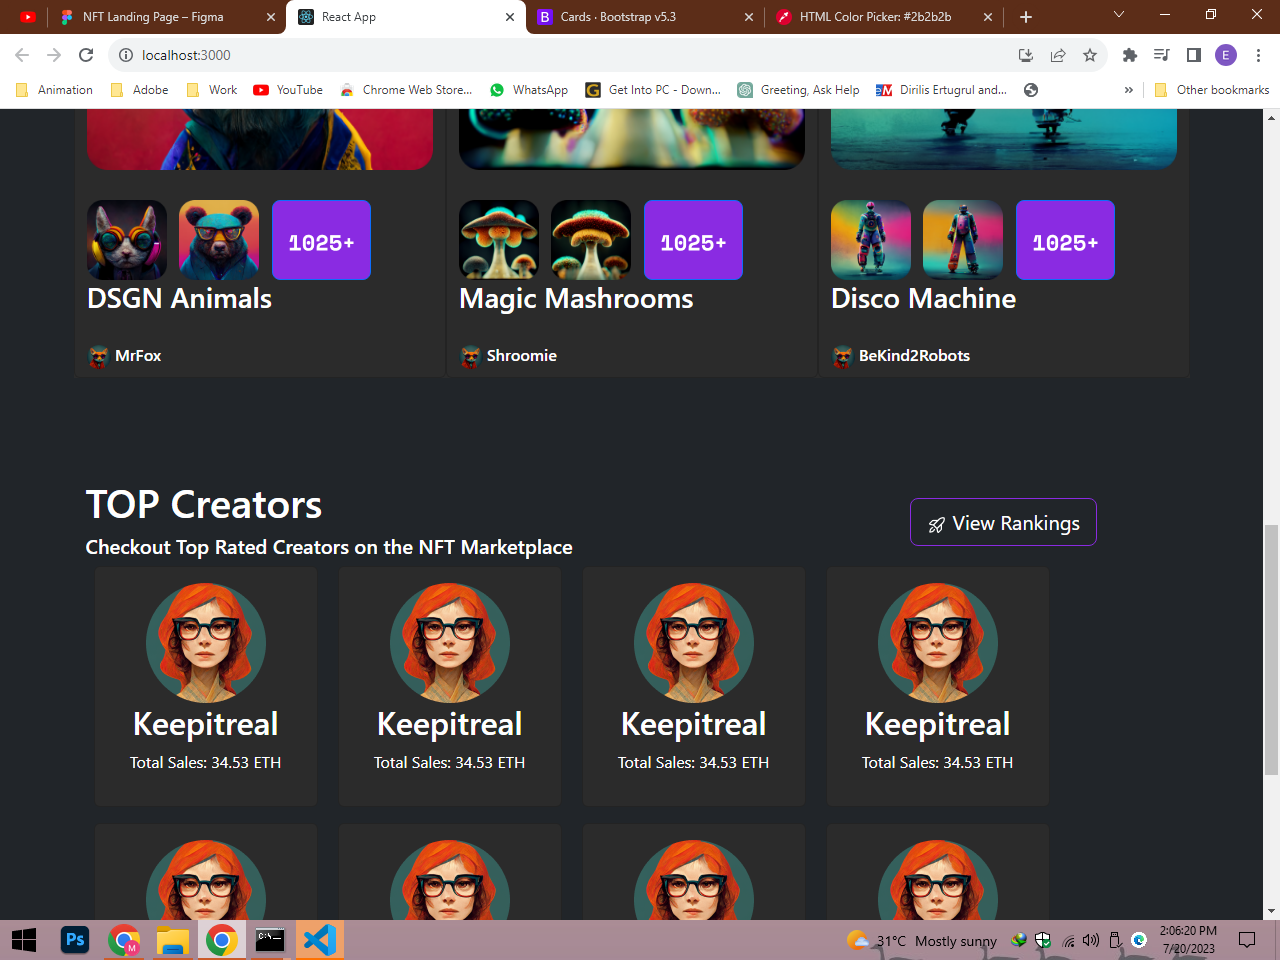 NFT Landing Page – Figma
React App
B
Cards · Bootstrap v5.3
HTML Color Picker: #2b2b2b
localhost:3000
E
Animation
Adobe
Work
YouTube
Chrome Web Store...
WhatsApp
G
Get Into PC - Down...
Greeting, Ask Help
Dirilis Ertugrul and...
»
Other bookmarks
1025+
1025+
1025+
DSGN Animals
Magic Mashrooms
Disco Machine
MrFox
Shroomie
BeKind2Robots
TOP Creators
View Rankings
Checkout Top Rated Creators on the NFT Marketplace
Keepitreal
Keepitreal
Keepitreal
Keepitreal
Total Sales: 34.53 ETH
Total Sales: 34.53 ETH
Total Sales: 34.53 ETH
Total Sales: 34.53 ETH
Ps
M
31°C Mostly sunny
2:06:20 PM
7/20/2023